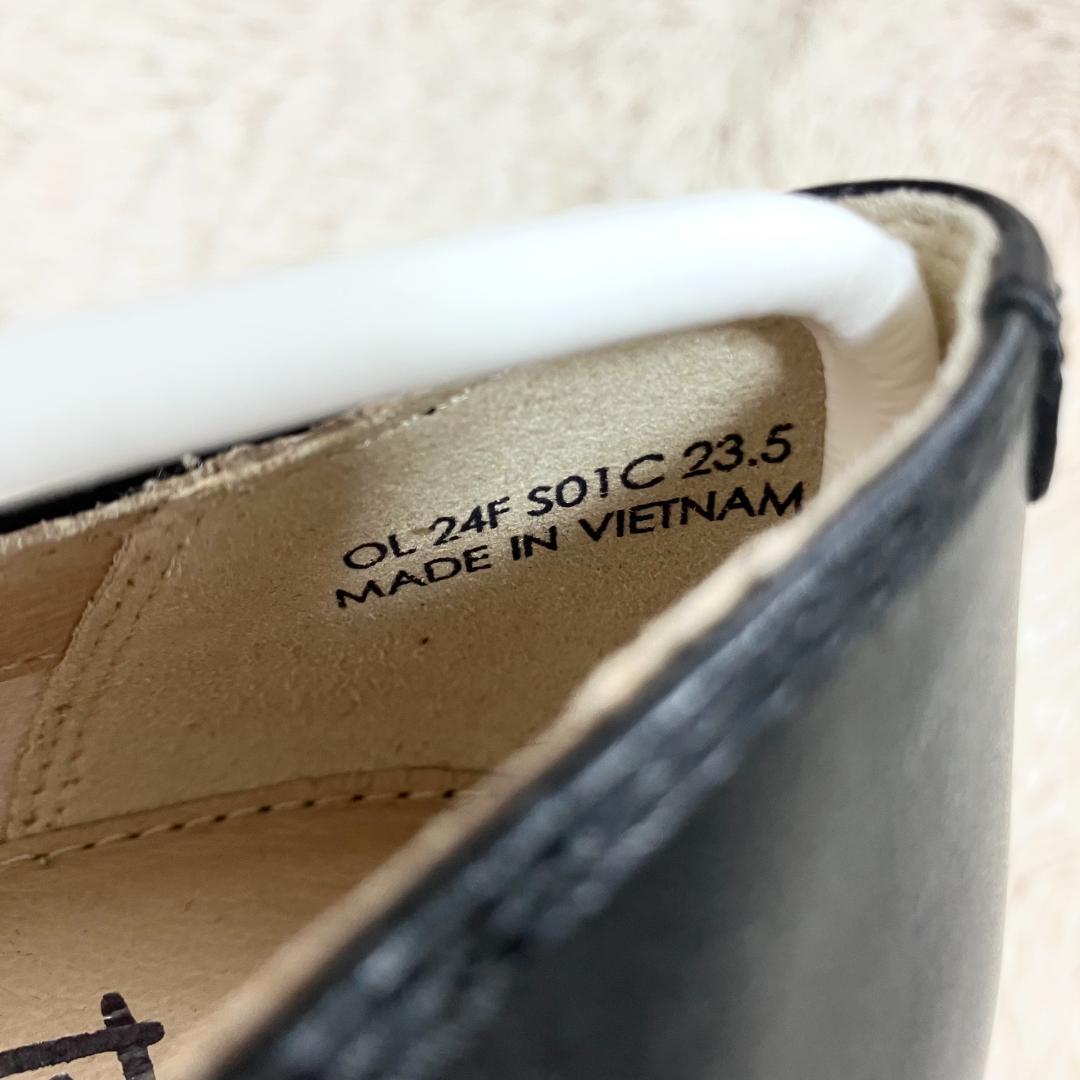 OL 24F S01C 23.5
MADE IN VIETNAM